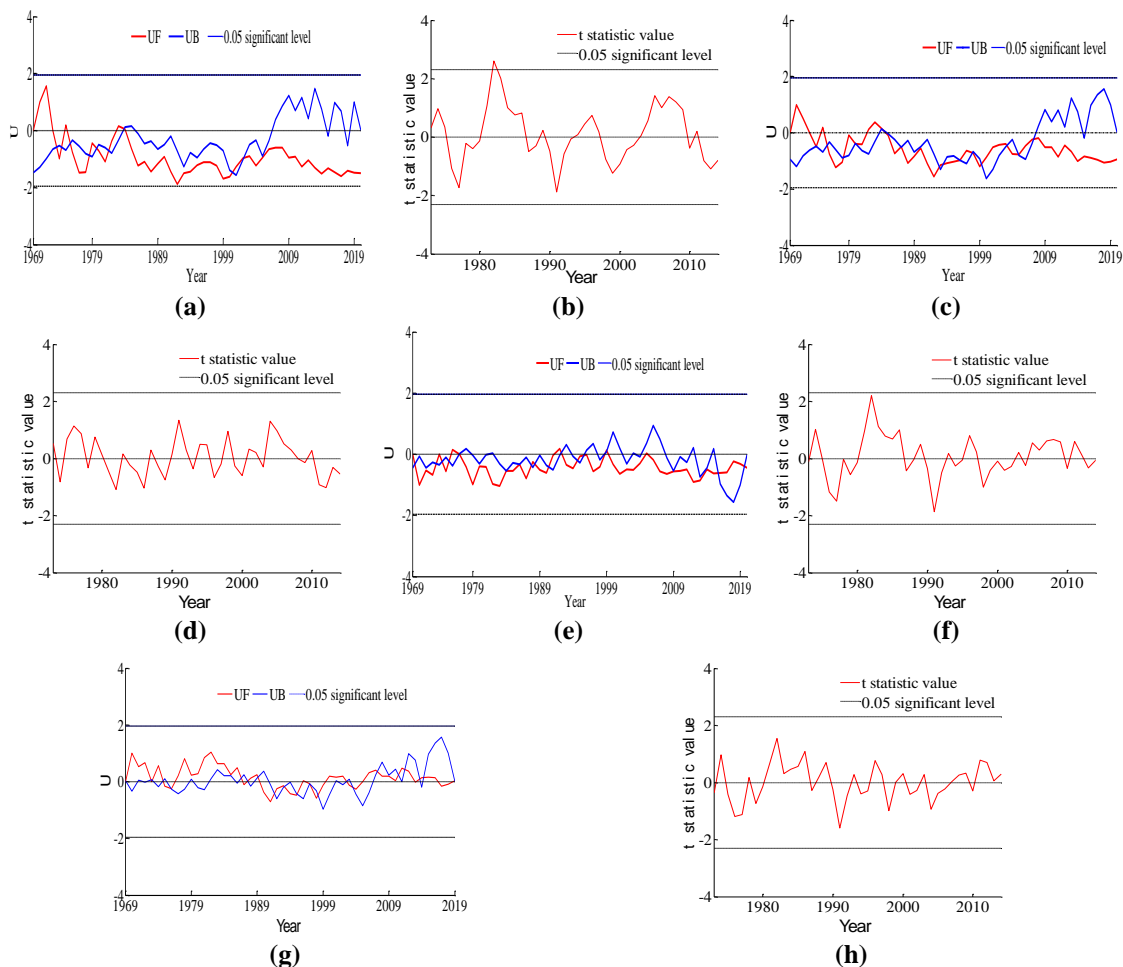 4
UF UB 0.05 significant level
2
0
-2
-4
U
1969 1979 1989 1999 2009 2019
Year
(a)
4
t statistic value
0.05 significant level
2
0
-2
-4
t statistic value
1980 1990 2000 2010
Year
(b)
4
UF UB 0.05 significant level
2
0
-2
-4
U
1969 1979 1989 1999 2009 2019
Year
(c)
4
t statistic value
0.05 significant level
2
0
-2
-4
t statistic value
1980 1990 2000 2010
Year
(d)
4
UF UB 0.05 significant level
2
0
-2
-4
U
1969 1979 1989 1999 2009 2019
Year
(e)
4
t statistic value
0.05 significant level
2
0
-2
-4
t statistic value
1980 1990 2000 2010
Year
(f)
4
UF UB 0.05 significant level
2
0
-2
-4
U
1969 1979 1989 1999 2009 2019
Year
(g)
4
t statistic value
0.05 significant level
2
0
-2
-4
t statistic value
1980 1990 2000 2010
Year
(h)